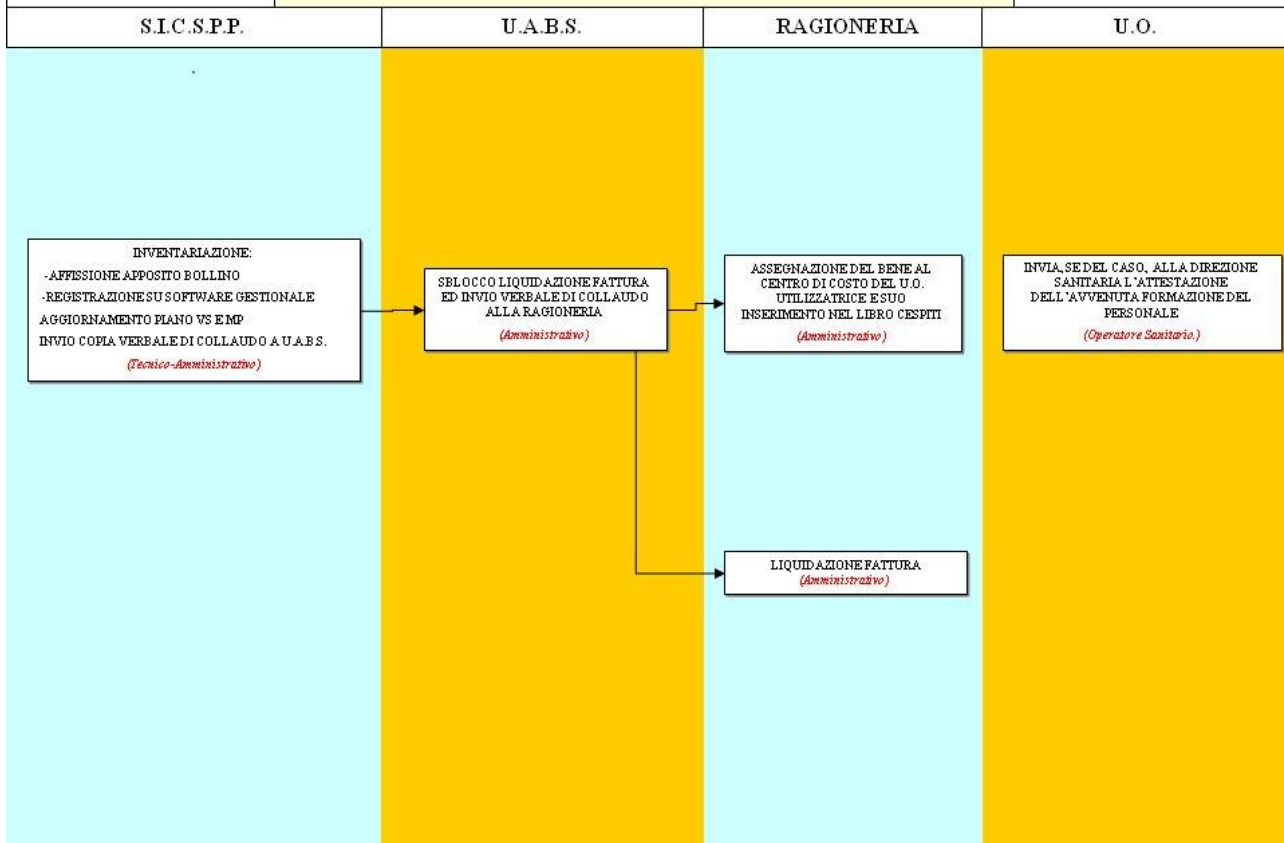 S.I.C.S.P.P.
U.A.B.S.
RAGIONERIA
U.O.
INVENTARIAZIONE:
-AFFISSIONE APPOSITO BOLLINO
-REGISTRAZIONE SU SOFTWARE GESTIONALE
AGGIORNAMENTO PIANO VS E MP
INVIO COPIA VERBALE DI COLLAUDO A U.A.B.S.
(Tecnico-Amministrativo)
SBLOCCO LIQUIDAZIONE FATTURA
ED INVIO VERBALE DI COLLAUDO
ALLA RAGIONERIA
(Amministrativo)
ASSEGNAZIONE DEL BENE AL
CENTRO DI COSTO DEL U.O.
UTILIZZATRICE E SUO
INSERIMENTO NEL LIBRO CESPITI
(Amministrativo)
INVIA, SE DEL CASO, ALLA DIREZIONE
SANITARIA L'ATTESTAZIONE
DELL'AVVENUTA FORMAZIONE DEL
PERSONALE
(Operatore Sanitario.)
LIQUIDAZIONE FATTURA
(Amministrativo)